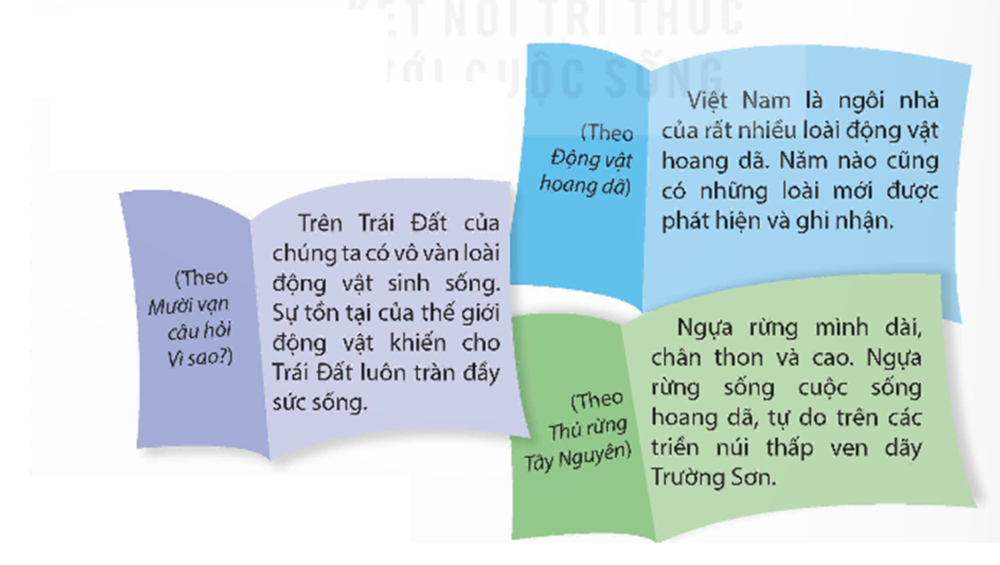 KẾT NỐI TRI THỨC
VỚI CUỘC SỐNG
(Theo
Động vật
hoang dã)
Việt Nam là ngôi nhà
của rất nhiều loài động vật
hoang dã. Năm nào cũng
có những loài mới được
phát hiện và ghi nhận.
(Theo
Mười vạn
câu hỏi
Vì sao?)
Trên Trái Đất của
chúng ta có vô vàn loài
động vật sinh sống.
Sự tồn tại của thế giới
động vật khiến cho
Trái Đất luôn tràn đầy
sức sống.
(Theo
Thú rừng
Tây Nguyên)
Ngựa rừng mình dài,
chân thon và cao. Ngựa
rừng sống cuộc sống
hoang dã, tự do trên các
triền núi thấp ven dãy
Trường Sơn.